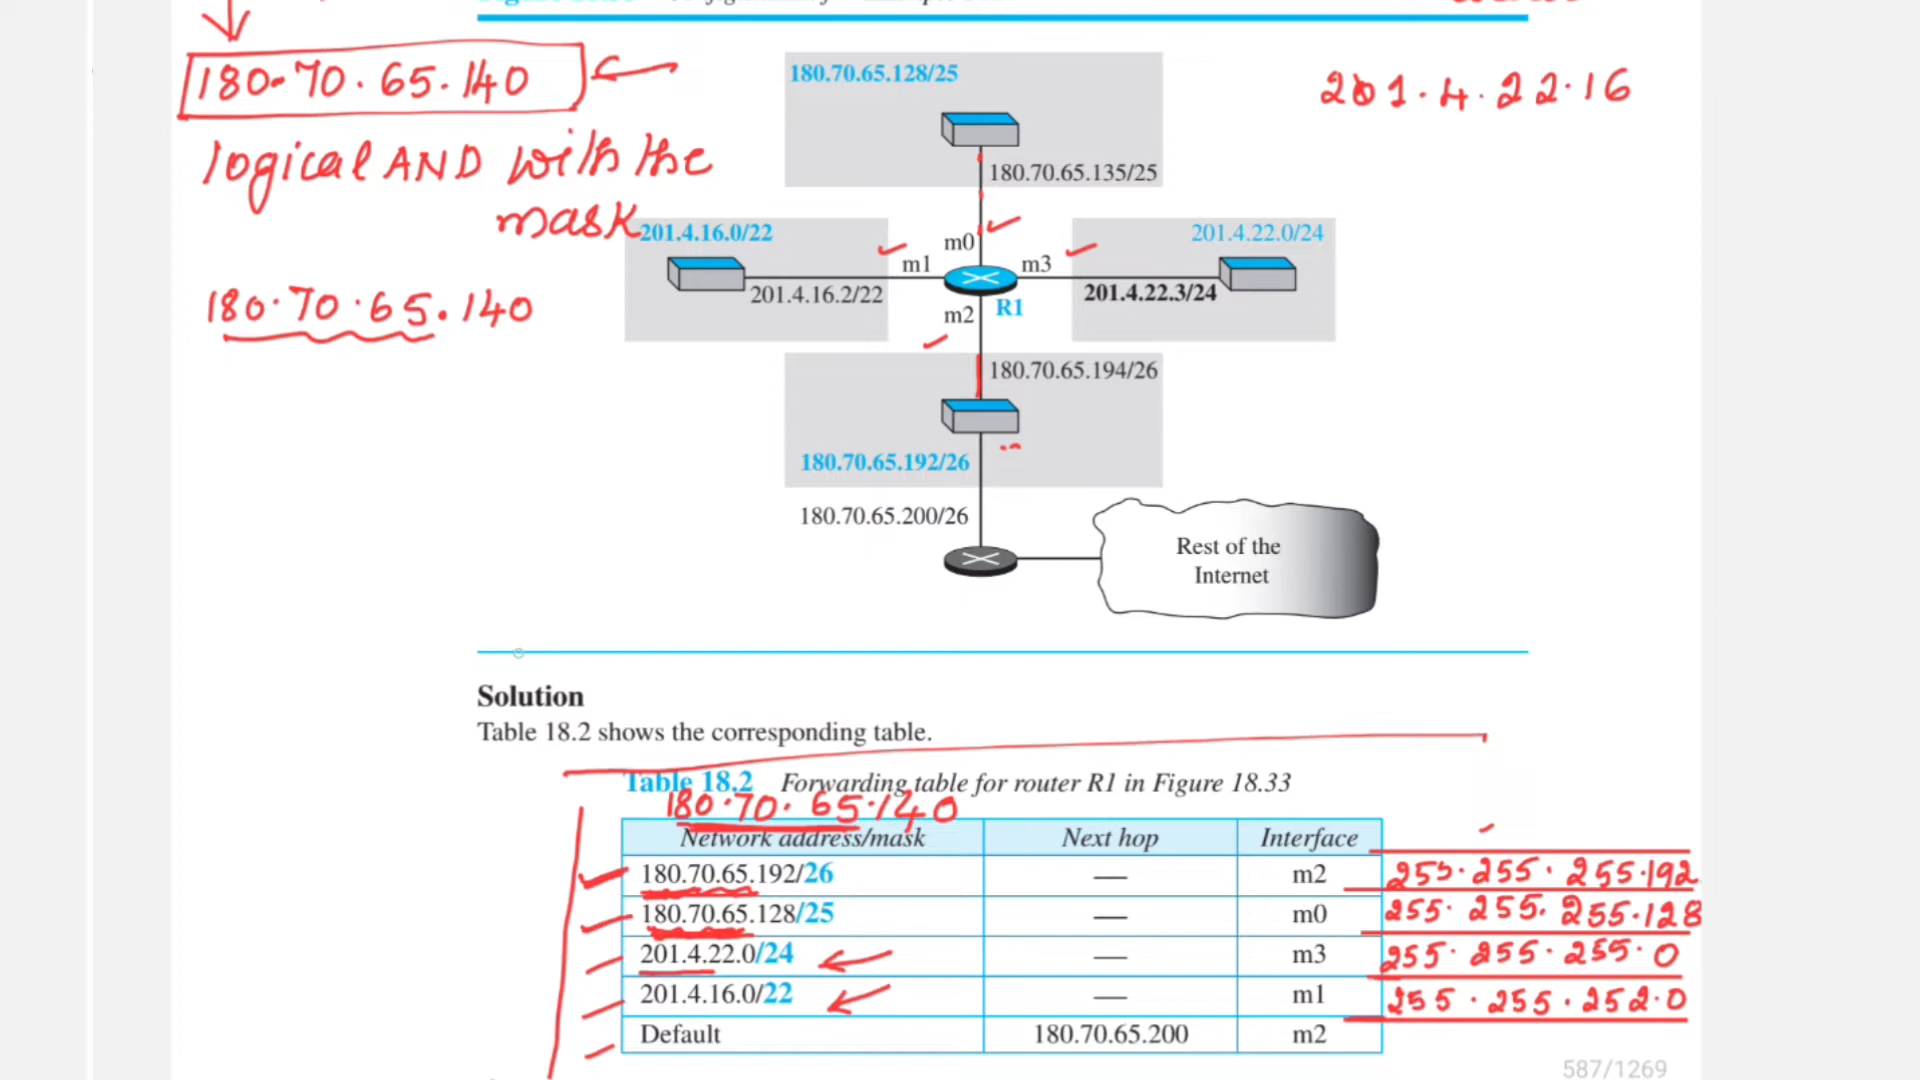 180.70.65.140
logical AND with the
mask
180.70.65.140
201.4.22.16
180.70.65.128/25
180.70.65.135/25
201.4.16.0/22
m0
201.4.22.0/24
m1
m3
201.4.16.2/22
201.4.22.3/24
m2
R1
180.70.65.194/26
180.70.65.192/26
180.70.65.200/26
Rest of the
Internet
Solution
Table 18.2 shows the corresponding table.
Table 18.2 Forwarding table for router R1 in Figure 18.33
180.70.65.140
Network address/mask Next hop Interface
180.70.65.192/26 — m2 255.255.255.192
180.70.65.128/25 — m0 255.255.255.128
201.4.22.0/24 — m3 255.255.255.0
201.4.16.0/22 — m1 255.255.252.0
Default 180.70.65.200 m2
587/1269